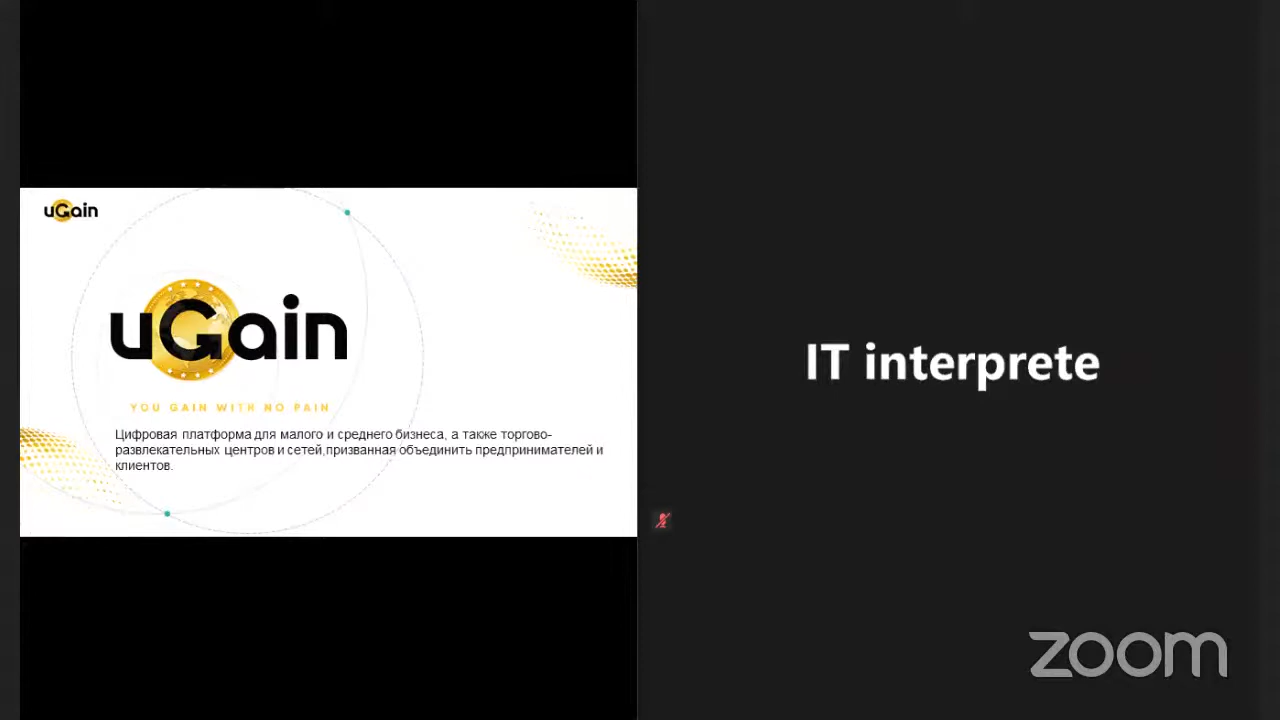 uGain
uGain
YOU GAIN WITH NO PAIN
Цифровая платформа для малого и среднего бизнеса, а также торгово-
развлекательных центров и сетей,призванная объединить предпринимателей и
клиентов.
IT interprete
zoom